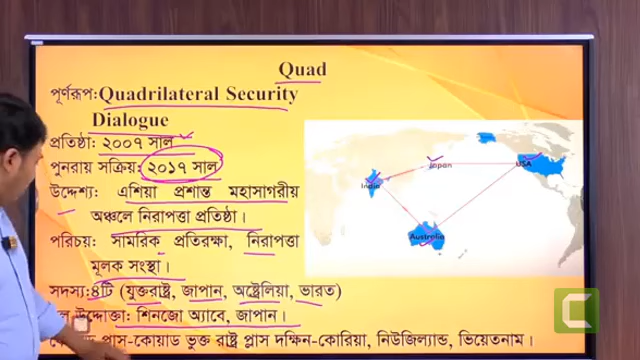 Quad
পূর্ণরূপ:Quadrilateral Security
Dialogue
প্রতিষ্ঠা: ২০০৭ সাল
পুনরায় সক্রিয়: ২০১৭ সাল
উদ্দেশ্য: এশিয়া প্রশান্ত মহাসাগরীয়
অঞ্চলে নিরাপত্তা প্রতিষ্ঠা।
পরিচয়: সামরিক প্রতিরক্ষা, নিরাপত্তা
মূলক সংস্থা।
সদস্য: ৪টি (যুক্তরাষ্ট্র, জাপান, অষ্ট্রেলিয়া, ভারত)
উদ্দোক্তা: শিনজো অ্যাবে, জাপান।
প্লাস-কোয়াড ভুক্ত রাষ্ট্র প্লাস দক্ষিন-কোরিয়া, নিউজিল্যান্ড, ভিয়েতনাম।
Japan
USA
India
Australia